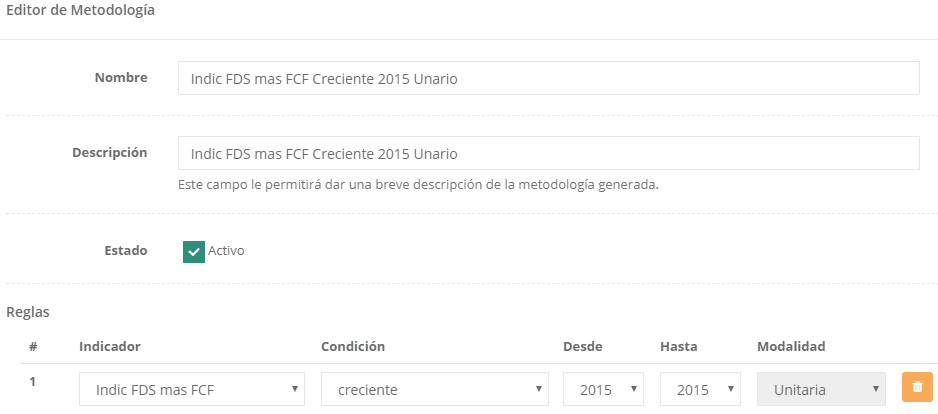 Editor de Metodología
Nombre
Indic FDS mas FCF Creciente 2015 Unario
Descripción
Indic FDS mas FCF Creciente 2015 Unario
Este campo le permitirá dar una breve descripción de la metodología generada.
Estado
Activo
Reglas
# Indicador Condición Desde Hasta Modalidad
1 Indic FDS mas FCF creciente 2015 2015 Unitaria